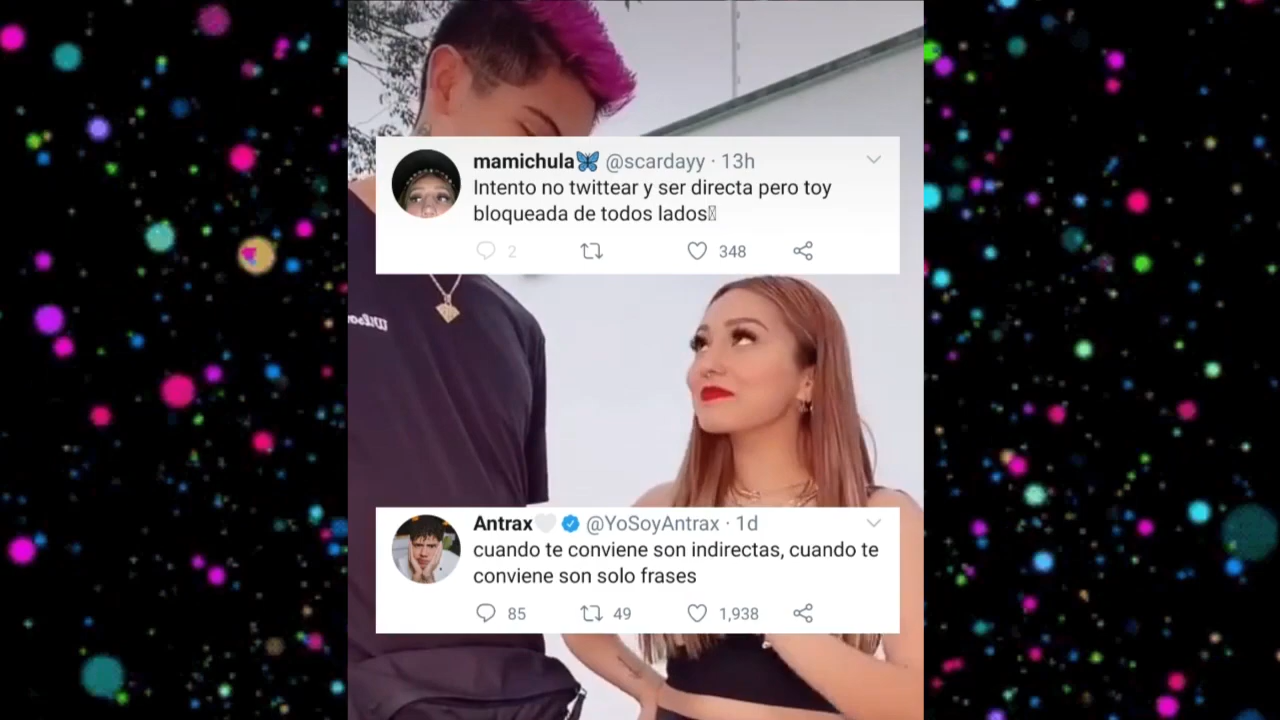 mamichula🦋 @scardayy · 13h
Intento no twittear y ser directa pero toy
bloqueada de todos lados
2 348
Wilson
Antrax🤍 @YoSoyAntrax · 1d
cuando te conviene son indirectas, cuando te
conviene son solo frases
85 49 1,938